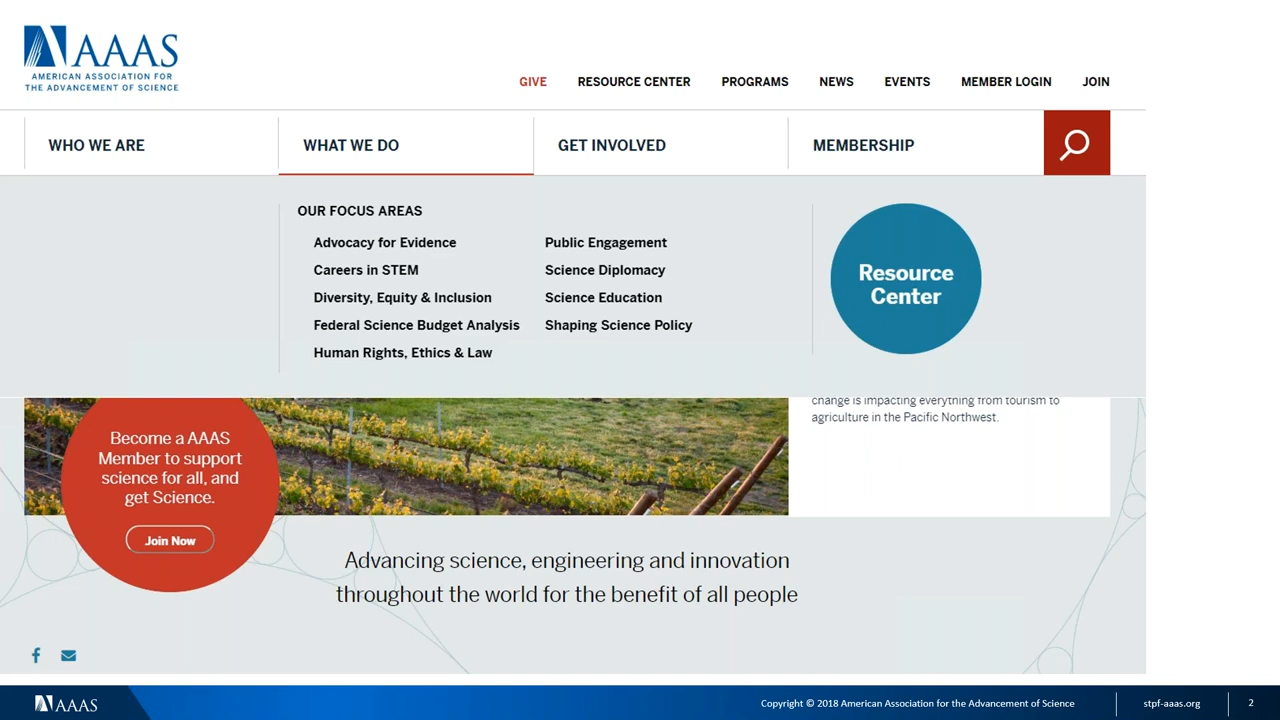 AAAS
AMERICAN ASSOCIATION FOR
THE ADVANCEMENT OF SCIENCE
GIVE RESOURCE CENTER PROGRAMS NEWS EVENTS MEMBER LOGIN JOIN
WHO WE ARE WHAT WE DO GET INVOLVED MEMBERSHIP
OUR FOCUS AREAS
Advocacy for Evidence
Careers in STEM
Diversity, Equity & Inclusion
Federal Science Budget Analysis
Human Rights, Ethics & Law
Public Engagement
Science Diplomacy
Science Education
Shaping Science Policy
Resource
Center
change is impacting everything from tourism to
agriculture in the Pacific Northwest.
Become a AAAS
Member to support
science for all, and
get Science.
Join Now
Advancing science, engineering and innovation
throughout the world for the benefit of all people
AAAS
Copyright © 2018 American Association for the Advancement of Science stpf-aaas.org 2